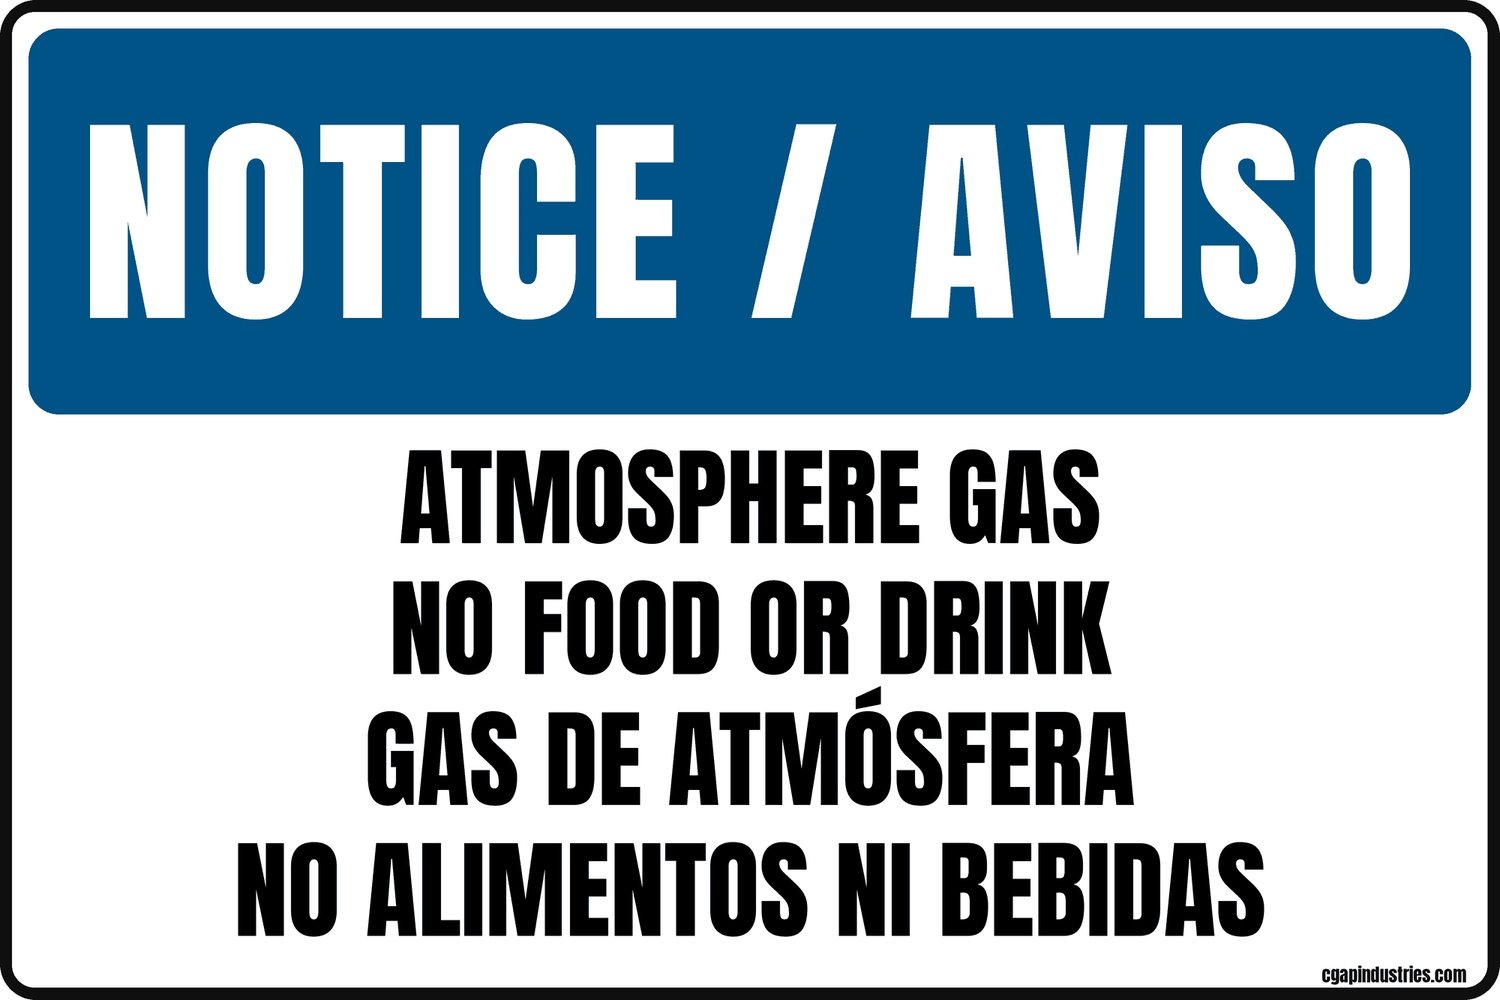 NOTICE / AVISO
ATMOSPHERE GAS
NO FOOD OR DRINK
GAS DE ATMÓSFERA
NO ALIMENTOS NI BEBIDAS
cgapindustries.com